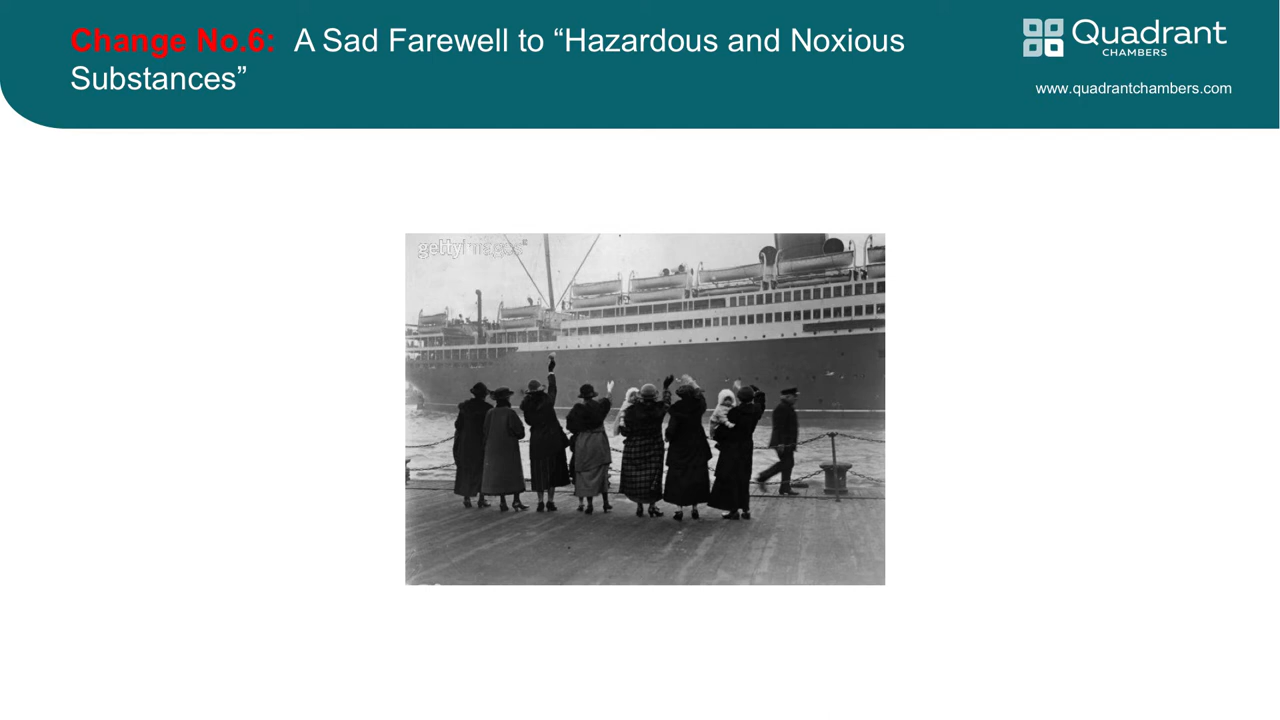 Change No.6: A Sad Farewell to “Hazardous and Noxious
Substances”
Quadrant
CHAMBERS
www.quadrantchambers.com
gettyimages®